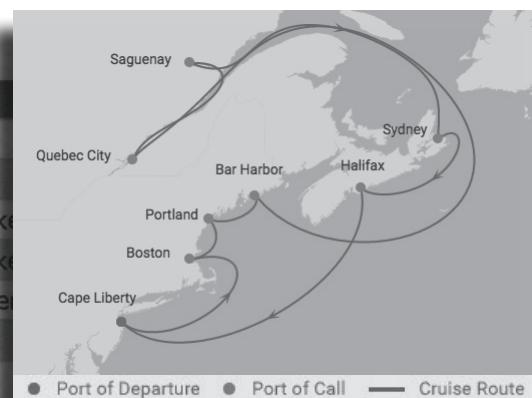 Saguenay
Sydney
Quebec City
Halifax
Bar Harbor
Portland
Boston
Cape Liberty
Port of Departure Port of Call Cruise Route